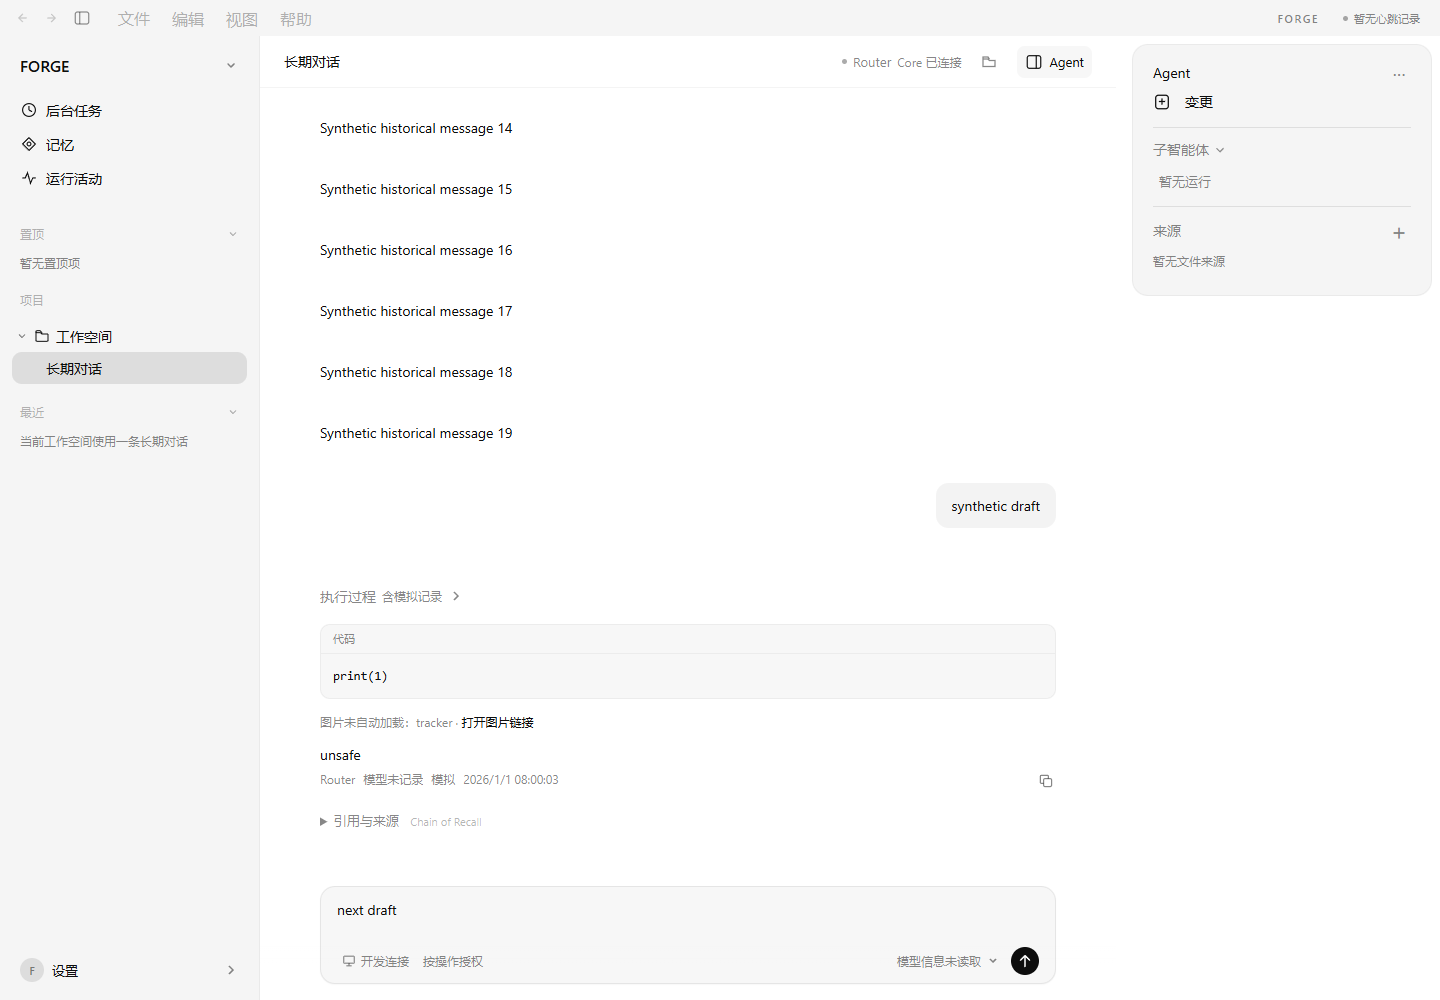 文件 编辑 视图 帮助
FORGE 暂无心跳记录
FORGE
后台任务
记忆
运行活动
置顶
暂无置顶项
项目
工作空间
长期对话
最近
当前工作空间使用一条长期对话
F 设置
长期对话 Router Core 已连接 Agent
Synthetic historical message 14
Synthetic historical message 15
Synthetic historical message 16
Synthetic historical message 17
Synthetic historical message 18
Synthetic historical message 19
synthetic draft
执行过程 含模拟记录
代码
print(1)
图片未自动加载：tracker · 打开图片链接
unsafe
Router 模型未记录 模拟 2026/1/1 08:00:03
引用与来源 Chain of Recall
next draft
开发连接 按操作授权 模型信息未读取
Agent
变更
子智能体
暂无运行
来源
暂无文件来源